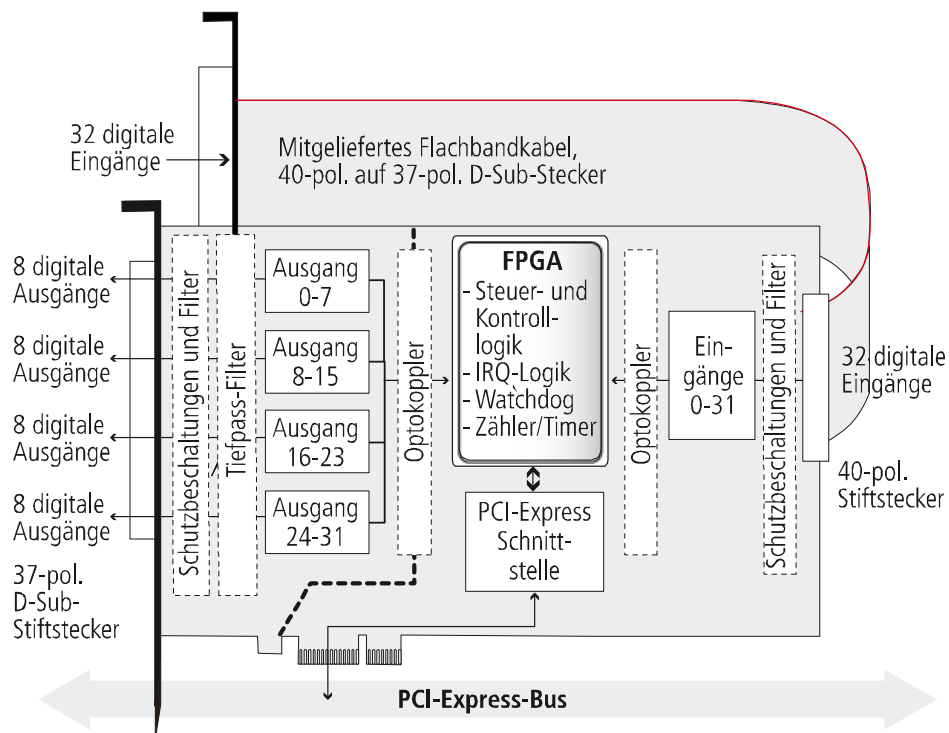 32 digitale
Eingänge
Mitgeliefertes Flachbandkabel,
40-pol. auf 37-pol. D-Sub-Stecker
8 digitale
Ausgänge
8 digitale
Ausgänge
8 digitale
Ausgänge
8 digitale
Ausgänge
37-pol.
D-Sub-
Stiftstecker
Schutzbeschaltungen und Filter
Tiefpass-Filter
Ausgang
0-7
Ausgang
8-15
Ausgang
16-23
Ausgang
24-31
Optokoppler
FPGA
- Steuer- und
Kontroll-
logik
- IRQ-Logik
- Watchdog
- Zähler/Timer
PCI-Express
Schnitt-
stelle
Optokoppler
Ein-
gänge
0-31
Schutzbeschaltungen und Filter
32 digitale
Eingänge
40-pol.
Stiftstecker
PCI-Express-Bus